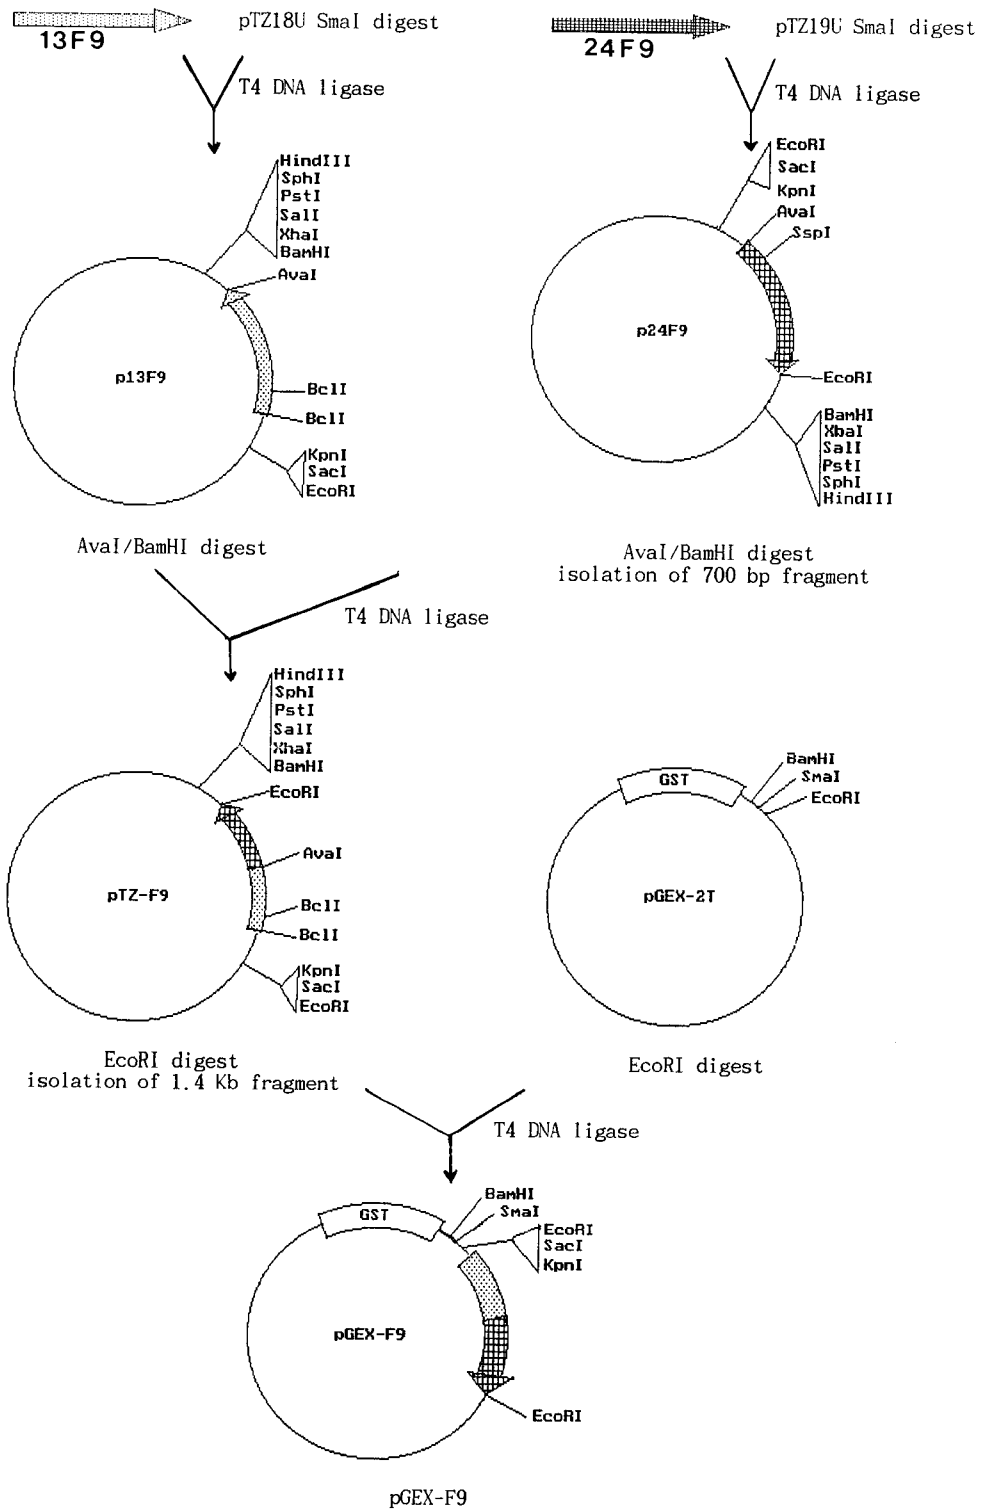 13F9
pTZ18U SmaI digest
T4 DNA ligase
24F9
pTZ19U SmaI digest
T4 DNA ligase
HindIII
SphI
PstI
SalI
XhaI
BamHI
AvaI
p13F9
BclI
BclI
KpnI
SacI
EcoRI
AvaI/BamHI digest
EcoRI
SacI
KpnI
AvaI
SspI
p24F9
EcoRI
BamHI
XbaI
SalI
PstI
SphI
HindIII
AvaI/BamHI digest
isolation of 700 bp fragment
T4 DNA ligase
HindIII
SphI
PstI
SalI
XhaI
BamHI
EcoRI
AvaI
pTZ-F9
BclI
BclI
KpnI
SacI
EcoRI
EcoRI digest
isolation of 1.4 Kb fragment
GST
BamHI
SmaI
EcoRI
pGEX-2T
EcoRI digest
T4 DNA ligase
GST
BamHI
SmaI
EcoRI
SacI
KpnI
pGEX-F9
EcoRI
pGEX-F9